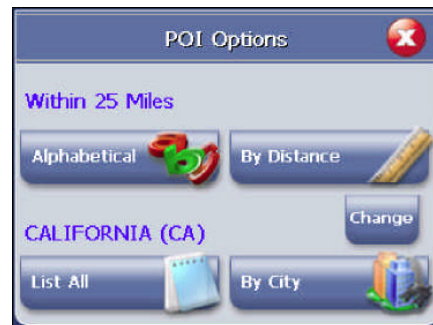 POI Options
Within 25 Miles
Alphabetical
By Distance
Change
CALIFORNIA (CA)
List All
By City